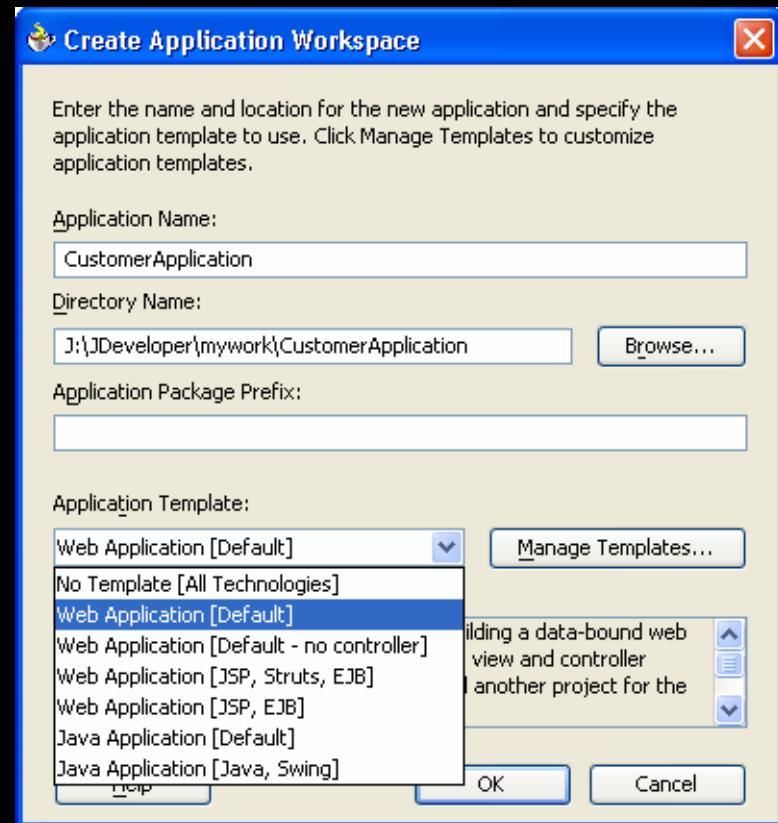 Create Application Workspace
Enter the name and location for the new application and specify the
application template to use. Click Manage Templates to customize
application templates.
Application Name:
CustomerApplication
Directory Name:
J:\JDeveloper\mywork\CustomerApplication
Browse...
Application Package Prefix:
Application Template:
Web Application [Default]
Manage Templates...
No Template [All Technologies]
Web Application [Default]
Web Application [Default - no controller]
Web Application [JSP, Struts, EJB]
Web Application [JSP, EJB]
Java Application [Default]
Java Application [Java, Swing]
ilding a data-bound web
view and controller
another project for the
Help
OK
Cancel